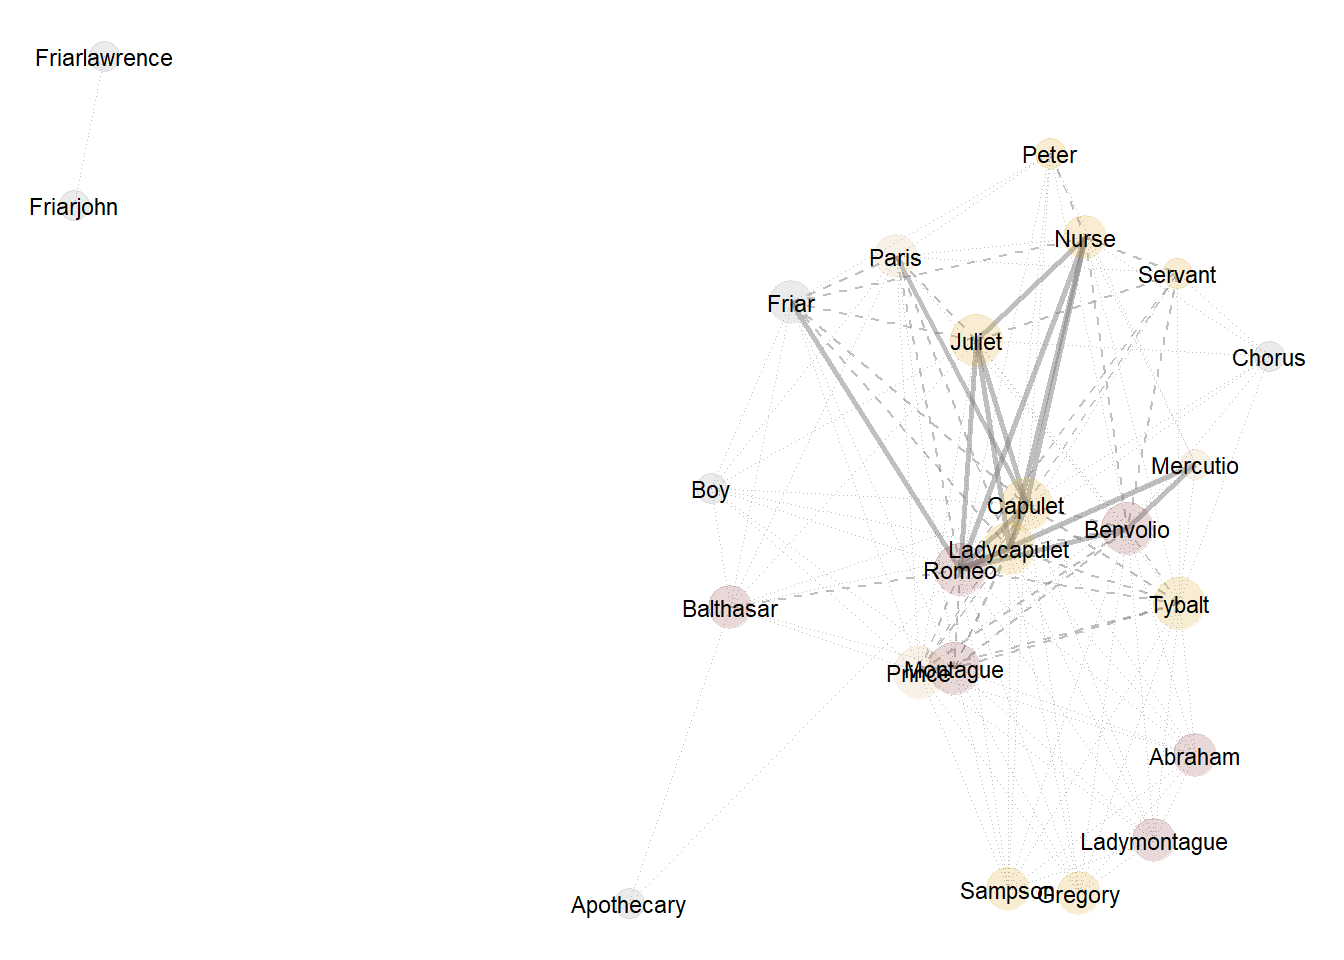 Friarlawrence
Peter
Friarjohn
Nurse
Paris
Servant
Friar
Juliet
Chorus
Mercutio
Boy
Capulet
Benvolio
Ladycapulet
Romeo
Tybalt
Balthasar
Prince
Montague
Abraham
Ladymontague
Sampson
Gregory
Apothecary